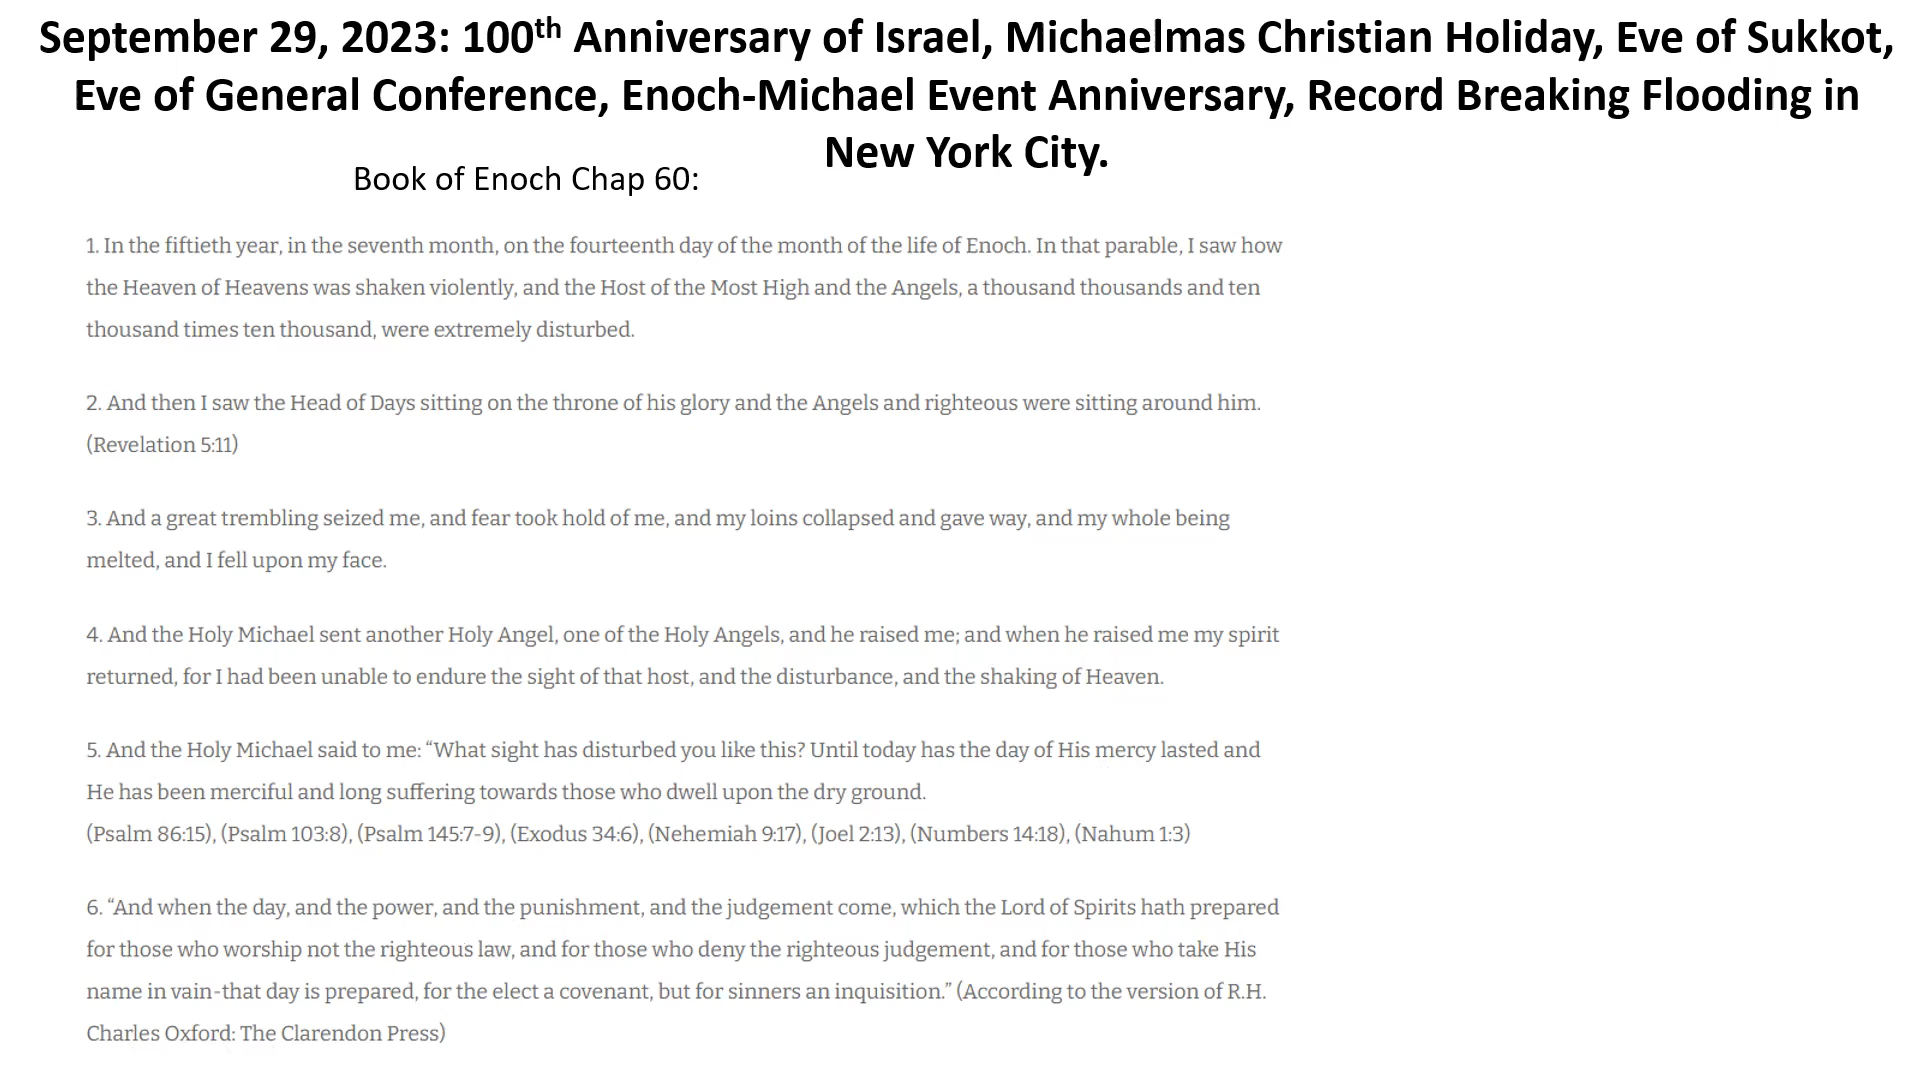 September 29, 2023: 100th Anniversary of Israel, Michaelmas Christian Holiday, Eve of Sukkot,
Eve of General Conference, Enoch-Michael Event Anniversary, Record Breaking Flooding in
New York City.
Book of Enoch Chap 60:
1. In the fiftieth year, in the seventh month, on the fourteenth day of the month of the life of Enoch. In that parable, I saw how
the Heaven of Heavens was shaken violently, and the Host of the Most High and the Angels, a thousand thousands and ten
thousand times ten thousand, were extremely disturbed.
2. And then I saw the Head of Days sitting on the throne of his glory and the Angels and righteous were sitting around him.
(Revelation 5:11)
3. And a great trembling seized me, and fear took hold of me, and my loins collapsed and gave way, and my whole being
melted, and I fell upon my face.
4. And the Holy Michael sent another Holy Angel, one of the Holy Angels, and he raised me; and when he raised me my spirit
returned, for I had been unable to endure the sight of that host, and the disturbance, and the shaking of Heaven.
5. And the Holy Michael said to me: “What sight has disturbed you like this? Until today has the day of His mercy lasted and
He has been merciful and long suffering towards those who dwell upon the dry ground.
(Psalm 86:15), (Psalm 103:8), (Psalm 145:7-9), (Exodus 34:6), (Nehemiah 9:17), (Joel 2:13), (Numbers 14:18), (Nahum 1:3)
6. “And when the day, and the power, and the punishment, and the judgement come, which the Lord of Spirits hath prepared
for those who worship not the righteous law, and for those who deny the righteous judgement, and for those who take His
name in vain-that day is prepared, for the elect a covenant, but for sinners an inquisition.” (According to the version of R.H.
Charles Oxford: The Clarendon Press)